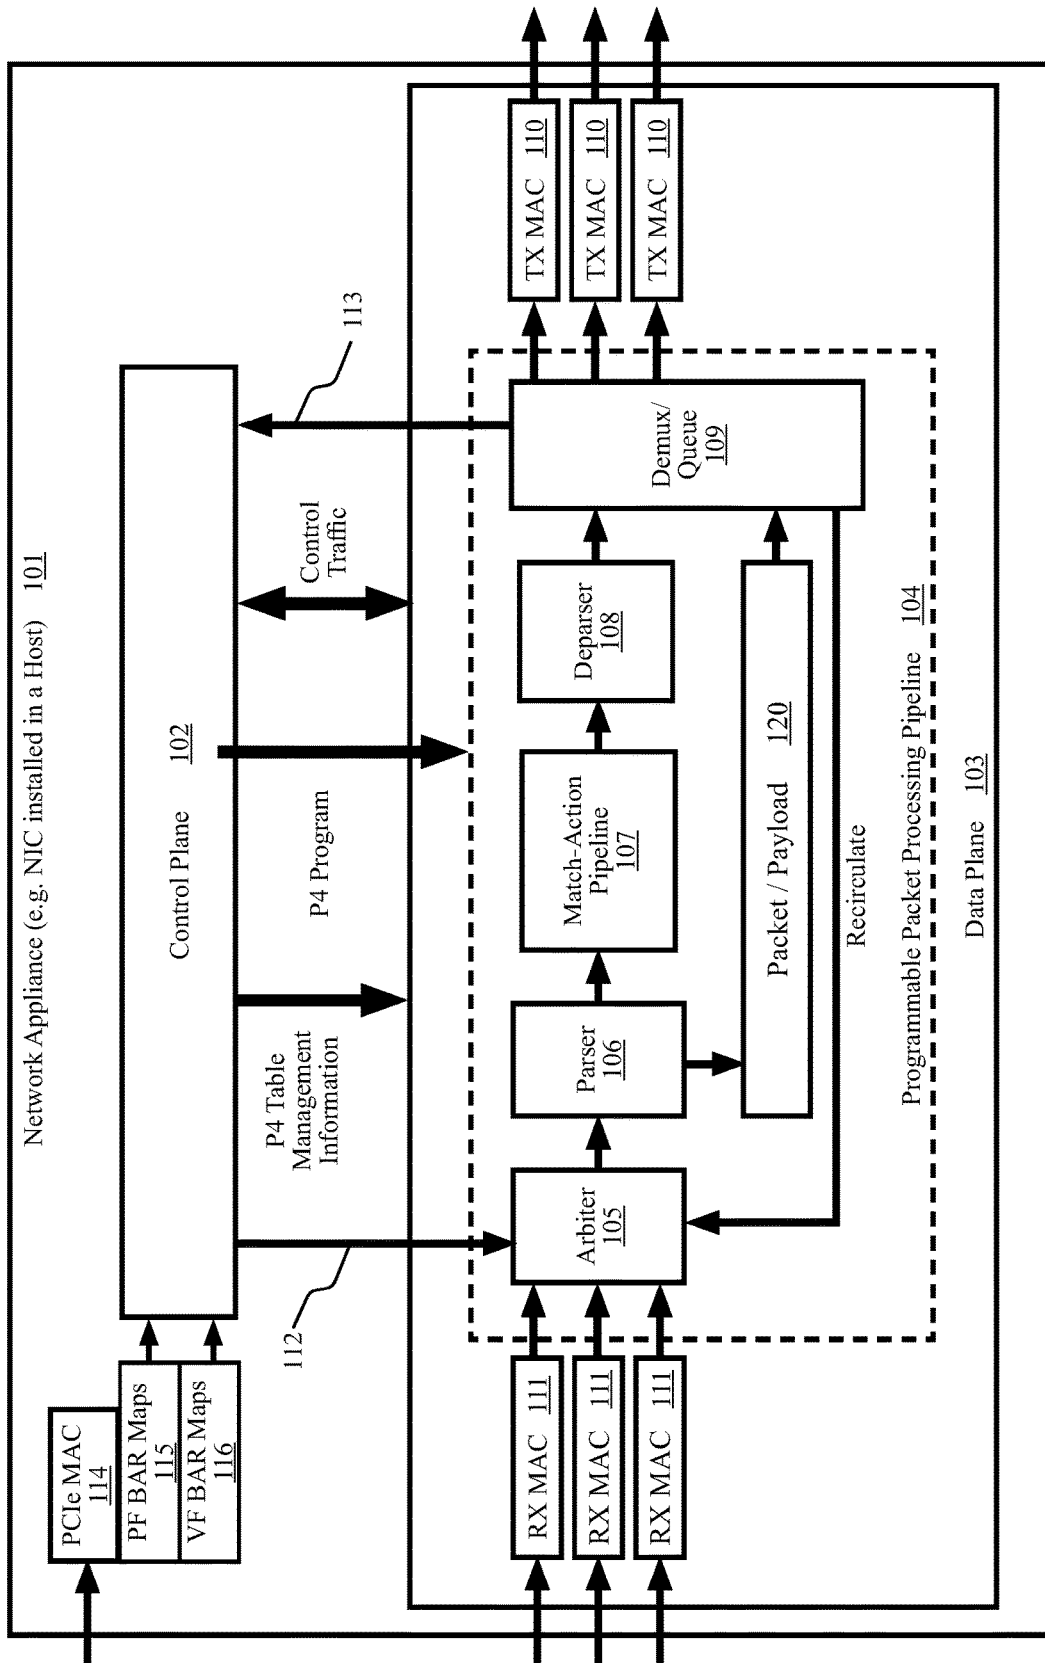 Network Appliance (e.g. NIC installed in a Host) 101
PCIe MAC
114
PF BAR Maps
115
VF BAR Maps
116
Control Plane 102
112
P4 Table
Management
Information
P4 Program
Control
Traffic
113
RX MAC 111
RX MAC 111
RX MAC 111
Arbiter
105
Parser
106
Match-Action
Pipeline
107
Deparser
108
Demux/
Queue
109
TX MAC 110
TX MAC 110
TX MAC 110
Packet / Payload 120
Recirculate
Programmable Packet Processing Pipeline 104
Data Plane 103